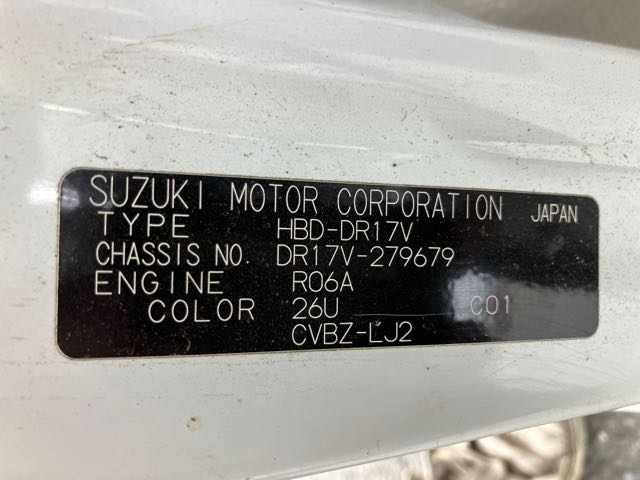 SUZUKI MOTOR CORPORATION JAPAN
TYPE HBD-DR17V
CHASSIS NO. DR17V-279679
ENGINE R06A
COLOR 26U C01
CVBZ-LJ2